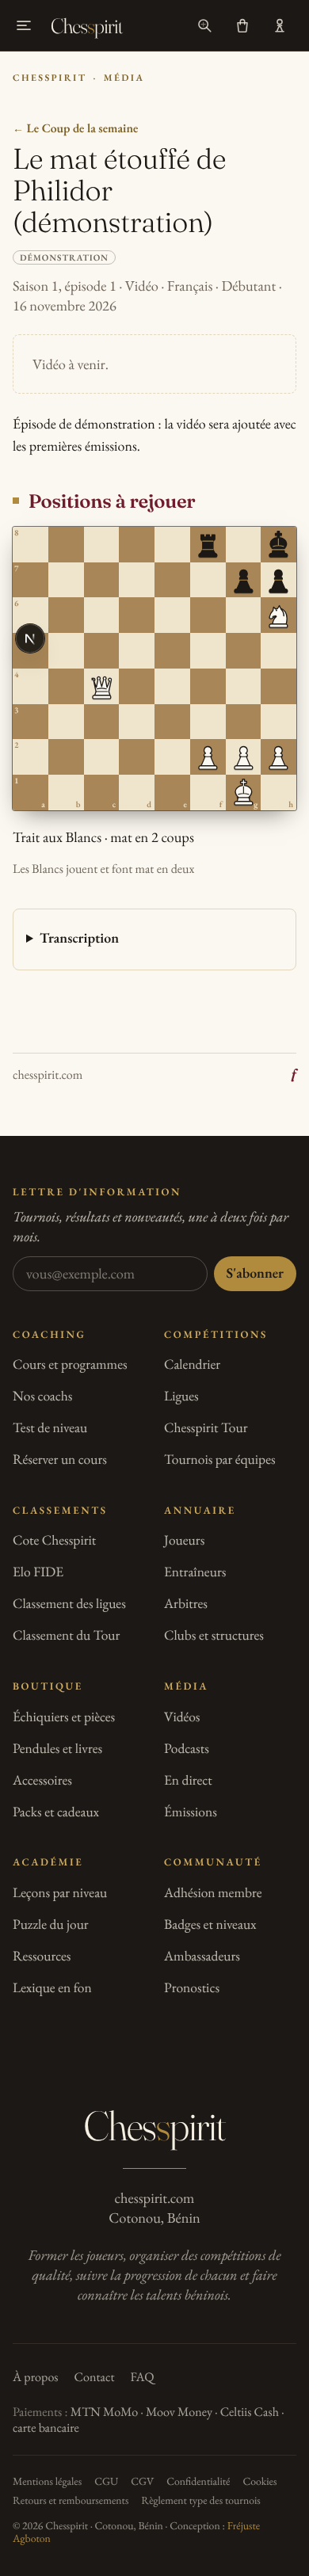 Chesspirit
CHESSPIRIT · MÉDIA
← Le Coup de la semaine
Le mat étouffé de
Philidor
(démonstration)
DÉMONSTRATION
Saison 1, épisode 1 · Vidéo · Français · Débutant ·
16 novembre 2026
Vidéo à venir.
Épisode de démonstration : la vidéo sera ajoutée avec
les premières émissions.
Positions à rejouer
8
7
6
N
4
3
2
1
a b c d e f g h
Trait aux Blancs · mat en 2 coups
Les Blancs jouent et font mat en deux
▶ Transcription
chesspirit.com
f
LETTRE D'INFORMATION
Tournois, résultats et nouveautés, une à deux fois par
mois.
vous@exemple.com
S'abonner
COACHING
Cours et programmes
Nos coachs
Test de niveau
Réserver un cours
COMPÉTITIONS
Calendrier
Ligues
Chesspirit Tour
Tournois par équipes
CLASSEMENTS
Cote Chesspirit
Elo FIDE
Classement des ligues
Classement du Tour
ANNUAIRE
Joueurs
Entraîneurs
Arbitres
Clubs et structures
BOUTIQUE
Échiquiers et pièces
Pendules et livres
Accessoires
Packs et cadeaux
MÉDIA
Vidéos
Podcasts
En direct
Émissions
ACADÉMIE
Leçons par niveau
Puzzle du jour
Ressources
Lexique en fon
COMMUNAUTÉ
Adhésion membre
Badges et niveaux
Ambassadeurs
Pronostics
Chesspirit
chesspirit.com
Cotonou, Bénin
Former les joueurs, organiser des compétitions de
qualité, suivre la progression de chacun et faire
connaître les talents béninois.
À propos Contact FAQ
Paiements : MTN MoMo · Moov Money · Celtiis Cash ·
carte bancaire
Mentions légales CGU CGV Confidentialité Cookies
Retours et remboursements Règlement type des tournois
© 2026 Chesspirit · Cotonou, Bénin · Conception : Fréjuste
Agboton